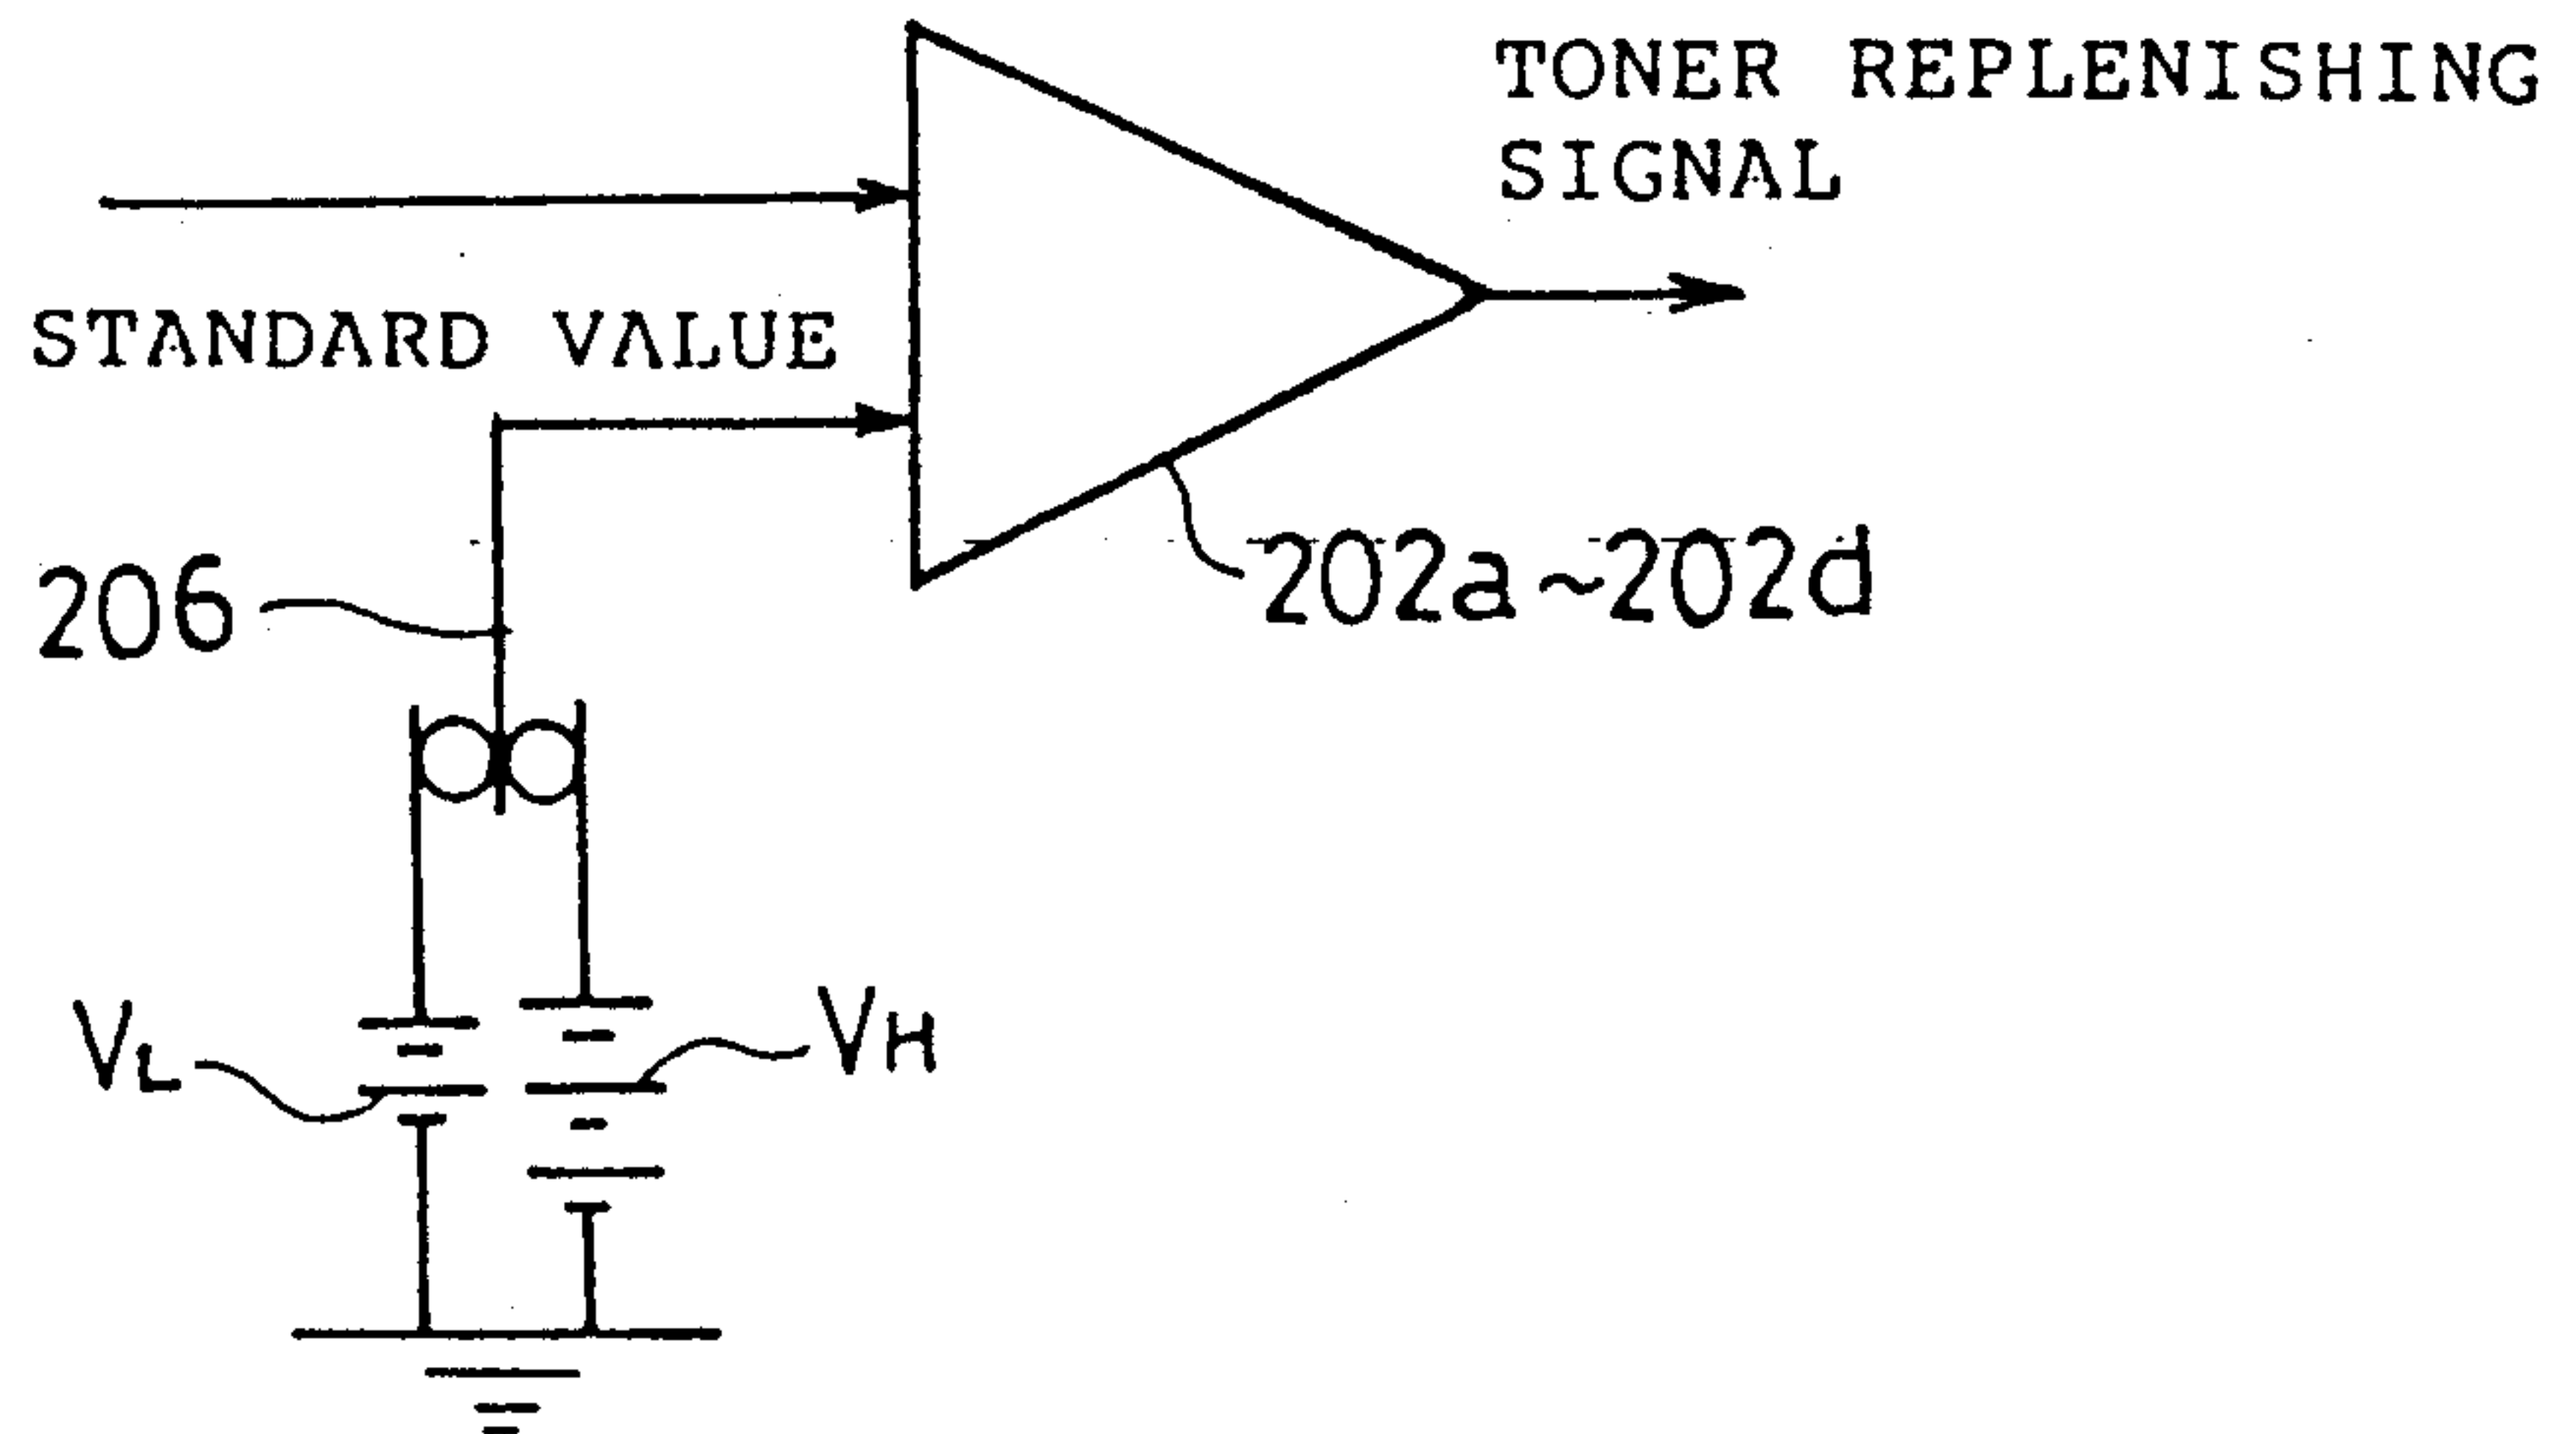 TONER REPLENISHING
SIGNAL
STANDARD VALUE
206
202a~202d
VL
VH